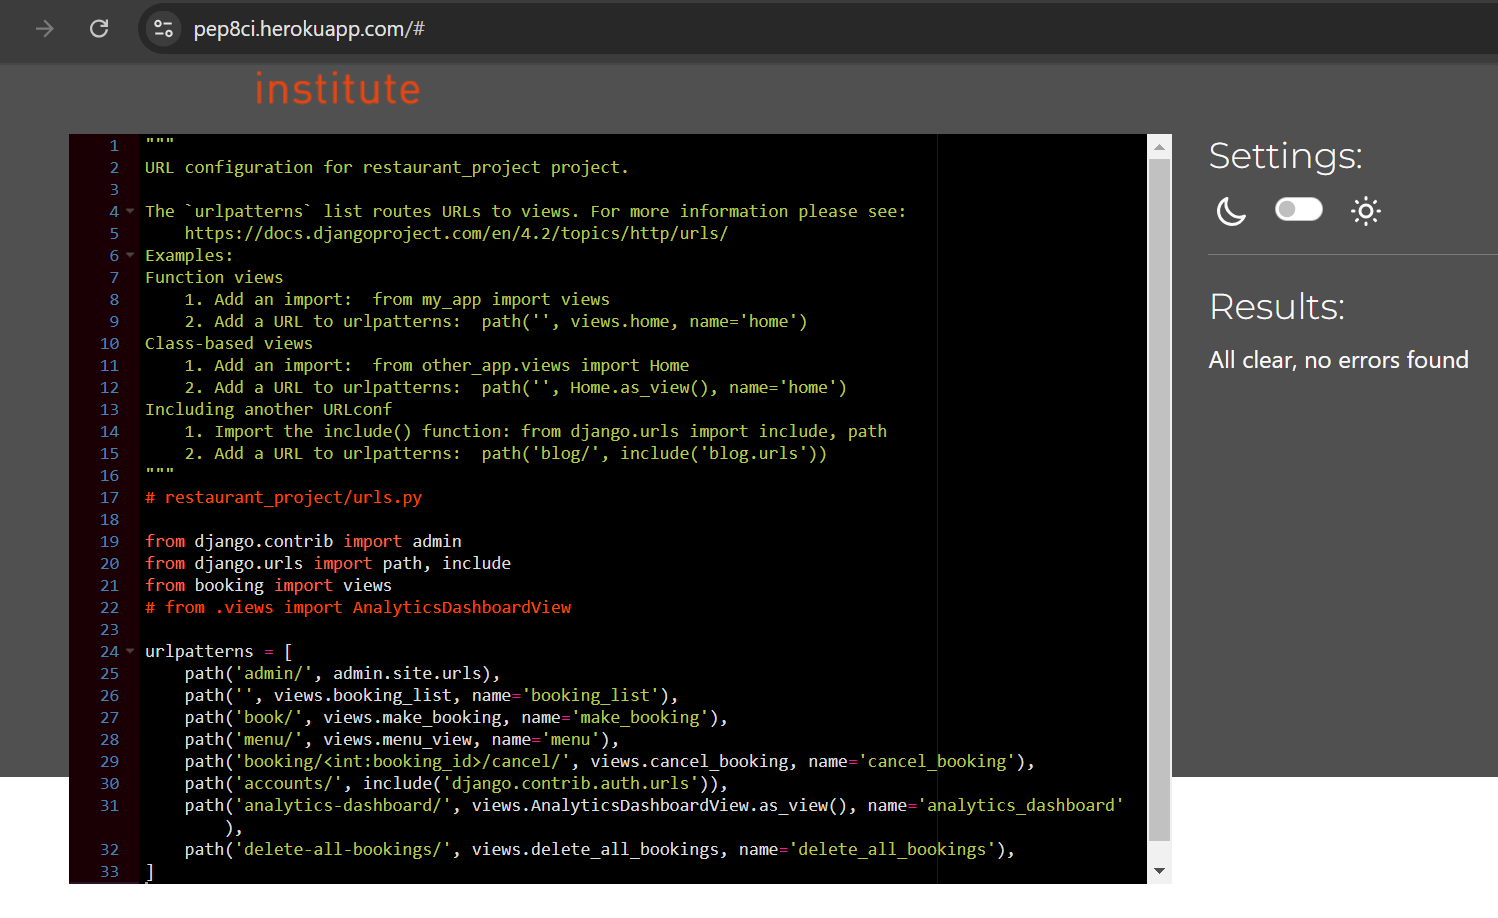 pep8ci.herokuapp.com/#
institute
1 """
2 URL configuration for restaurant_project project.
3
4 The `urlpatterns` list routes URLs to views. For more information please see:
5     https://docs.djangoproject.com/en/4.2/topics/http/urls/
6 Examples:
7 Function views
8     1. Add an import:  from my_app import views
9     2. Add a URL to urlpatterns:  path('', views.home, name='home')
10 Class-based views
11     1. Add an import:  from other_app.views import Home
12     2. Add a URL to urlpatterns:  path('', Home.as_view(), name='home')
13 Including another URLconf
14     1. Import the include() function: from django.urls import include, path
15     2. Add a URL to urlpatterns:  path('blog/', include('blog.urls'))
16 """
17 # restaurant_project/urls.py
18
19 from django.contrib import admin
20 from django.urls import path, include
21 from booking import views
22 # from .views import AnalyticsDashboardView
23
24 urlpatterns = [
25     path('admin/', admin.site.urls),
26     path('', views.booking_list, name='booking_list'),
27     path('book/', views.make_booking, name='make_booking'),
28     path('menu/', views.menu_view, name='menu'),
29     path('booking/<int:booking_id>/cancel/', views.cancel_booking, name='cancel_booking'),
30     path('accounts/', include('django.contrib.auth.urls')),
31     path('analytics-dashboard/', views.AnalyticsDashboardView.as_view(), name='analytics_dashboard'
),
32     path('delete-all-bookings/', views.delete_all_bookings, name='delete_all_bookings'),
33 ]
Settings:
Results:
All clear, no errors found